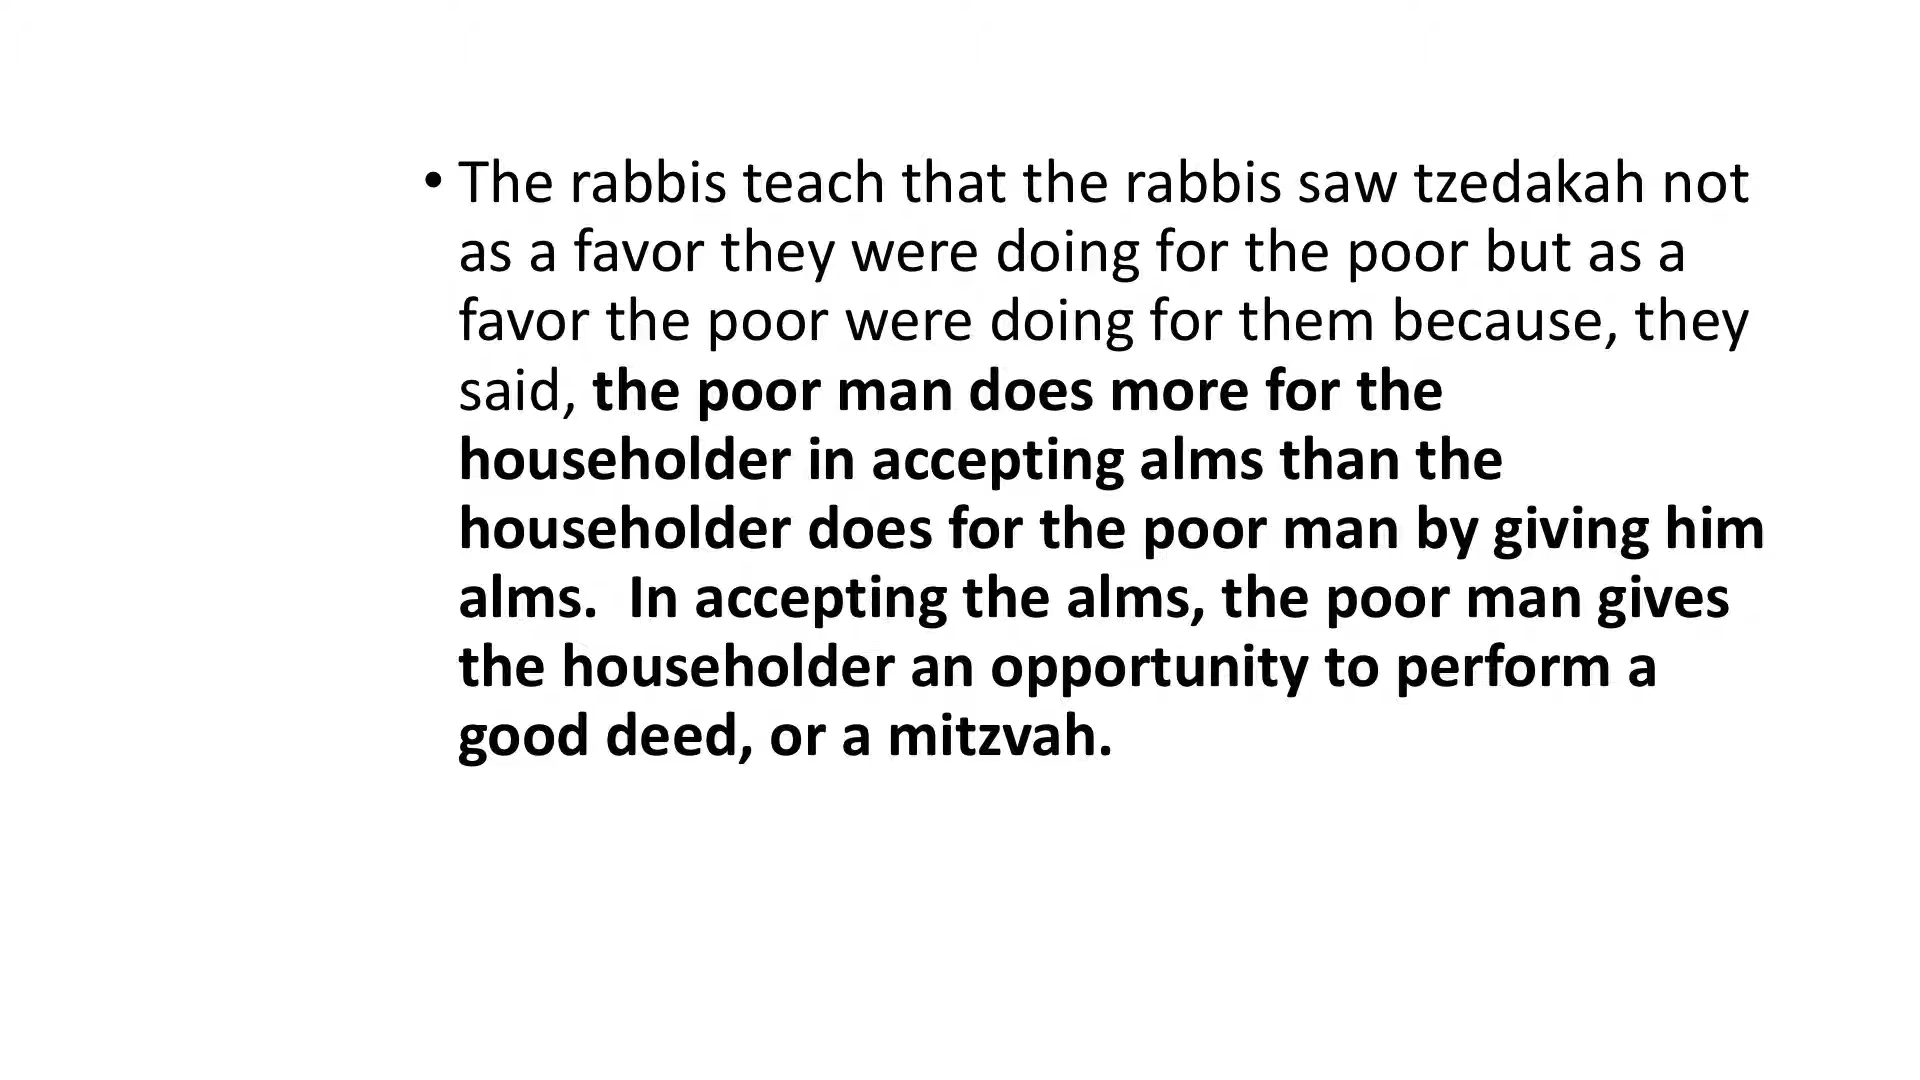 • The rabbis teach that the rabbis saw tzedakah not
as a favor they were doing for the poor but as a
favor the poor were doing for them because, they
said, the poor man does more for the
householder in accepting alms than the
householder does for the poor man by giving him
alms.  In accepting the alms, the poor man gives
the householder an opportunity to perform a
good deed, or a mitzvah.